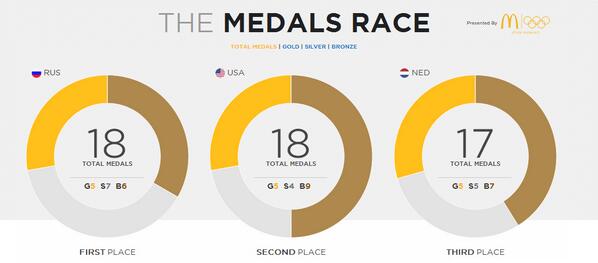 THE MEDALS RACE
Presented By
TOTAL MEDALS | GOLD | SILVER | BRONZE
RUS
18
TOTAL MEDALS
G5 S7 B6
FIRST PLACE
USA
18
TOTAL MEDALS
G5 S4 B9
SECOND PLACE
NED
17
TOTAL MEDALS
G5 S5 B7
THIRD PLACE